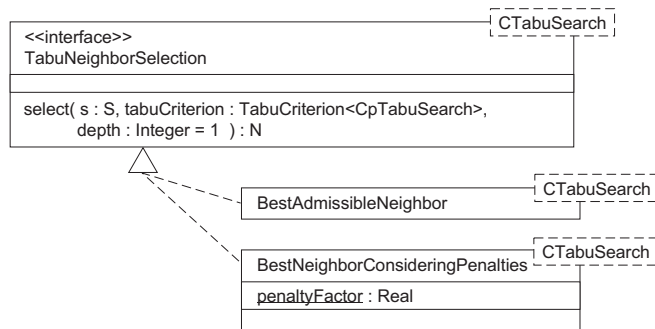 CTabuSearch
<<interface>>
TabuNeighborSelection
select( s : S, tabuCriterion : TabuCriterion<CpTabuSearch>,
depth : Integer = 1 ) : N
CTabuSearch
BestAdmissibleNeighbor
CTabuSearch
BestNeighborConsideringPenalties
penaltyFactor : Real